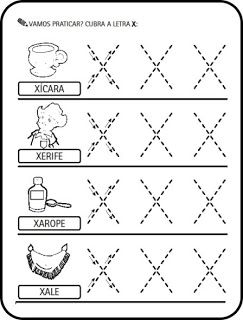 VAMOS PRATICAR? CUBRA A LETRA X:
XÍCARA
X X X
XERIFE
X X X
XAROPE
X X X
XALE
X X X